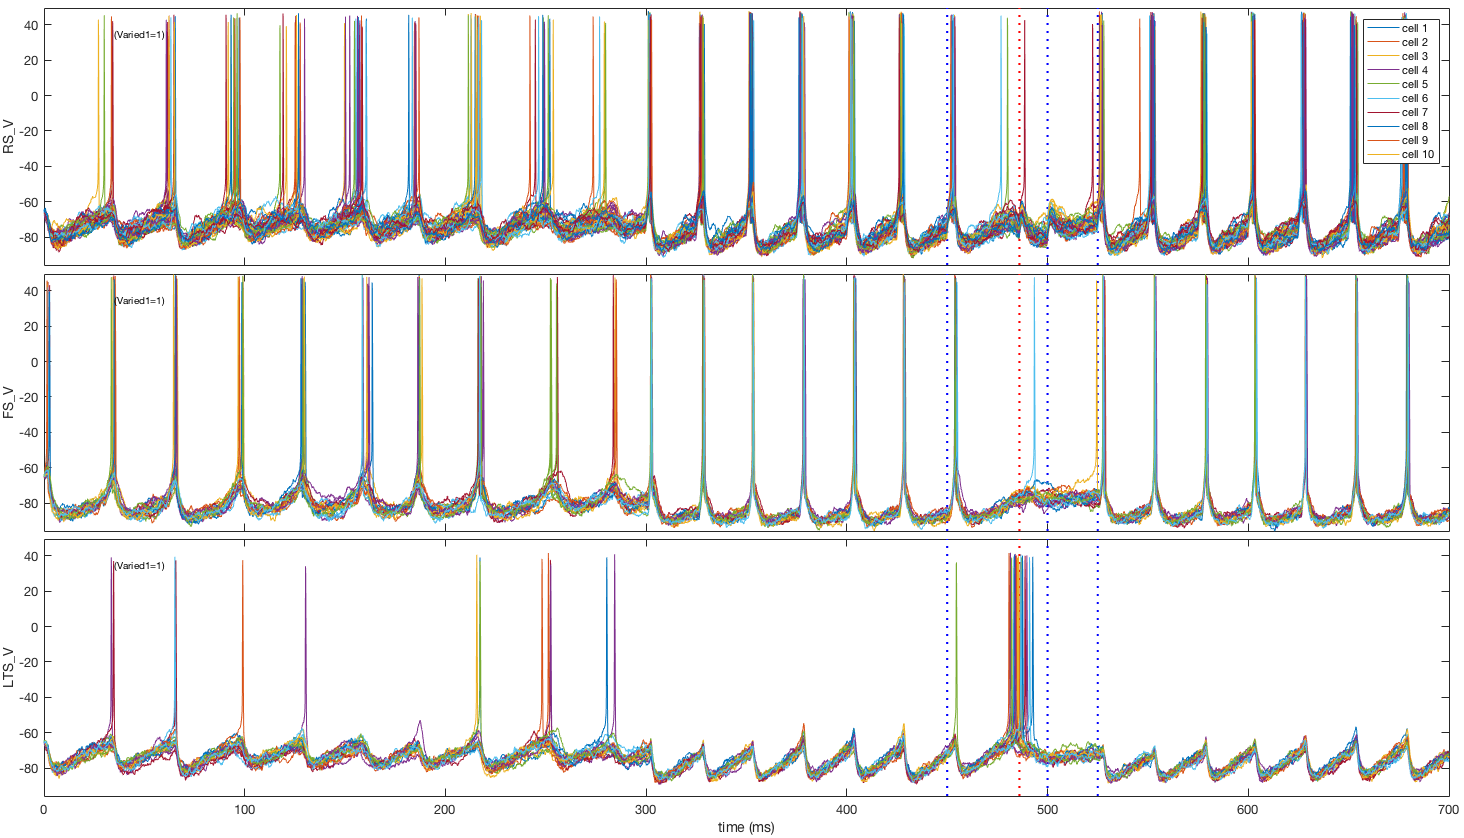 40
20
0
-20
-40
-60
-80
RS_V
(Varied1=1)
cell 1
cell 2
cell 3
cell 4
cell 5
cell 6
cell 7
cell 8
cell 9
cell 10
40
20
0
-20
-40
-60
-80
FS_V
(Varied1=1)
40
20
0
-20
-40
-60
-80
LTS_V
(Varied1=1)
0 100 200 300 400 500 600 700
time (ms)